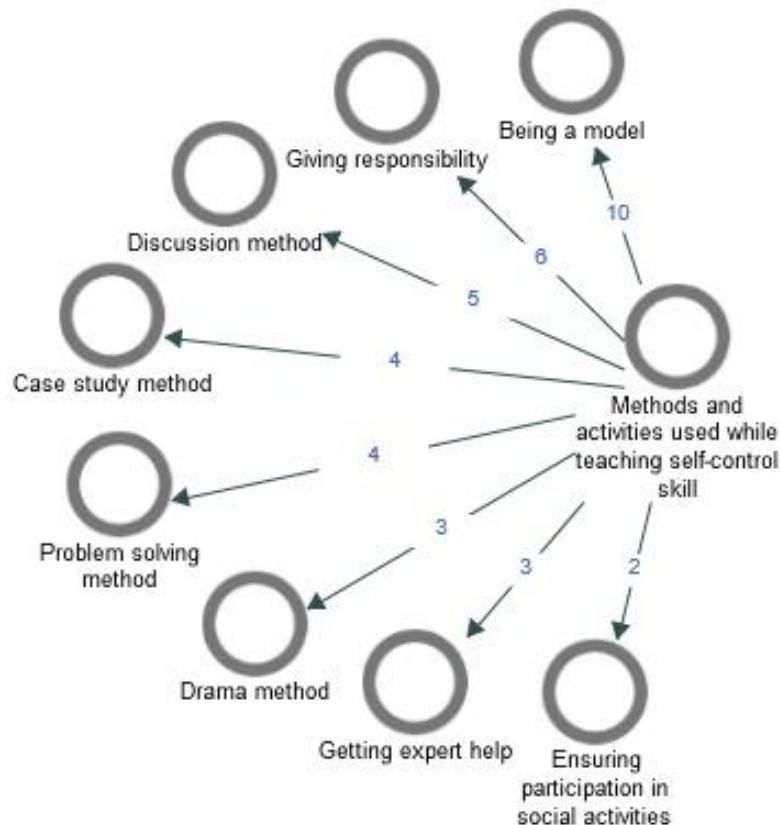 Being a model
Giving responsibility
10
Discussion method
6
5
Case study method
4
Methods and
activities used while
teaching self-control
skill
4
Problem solving
method
3
3
2
Drama method
Getting expert help
Ensuring
participation in
social activities